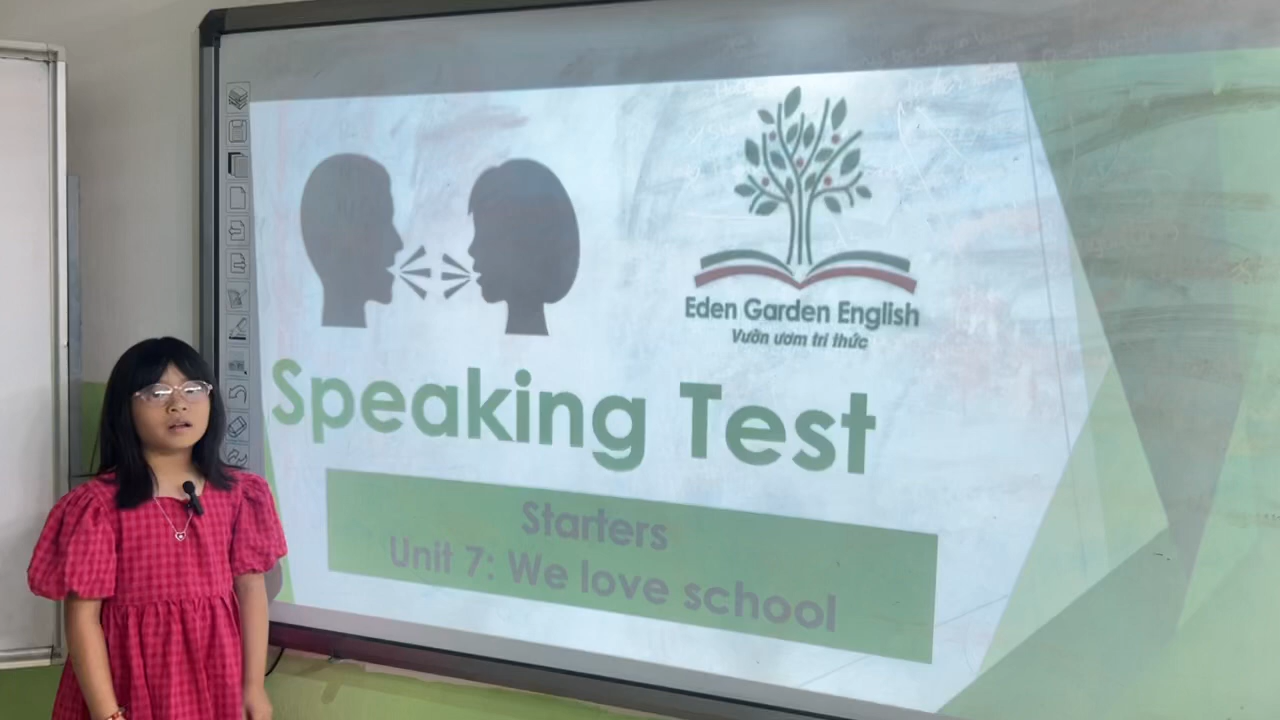 Eden Garden English
Vườn ươm tri thức
Speaking Test
Starters
Unit 7: We love school